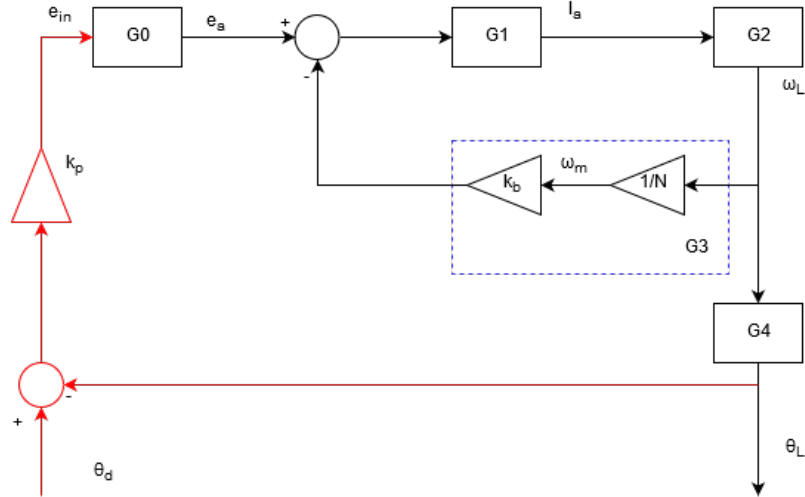 e_in
G0
e_a
+
-
G1
I_a
G2
ω_L
k_p
k_b
ω_m
1/N
G3
G4
+
-
θ_d
θ_L